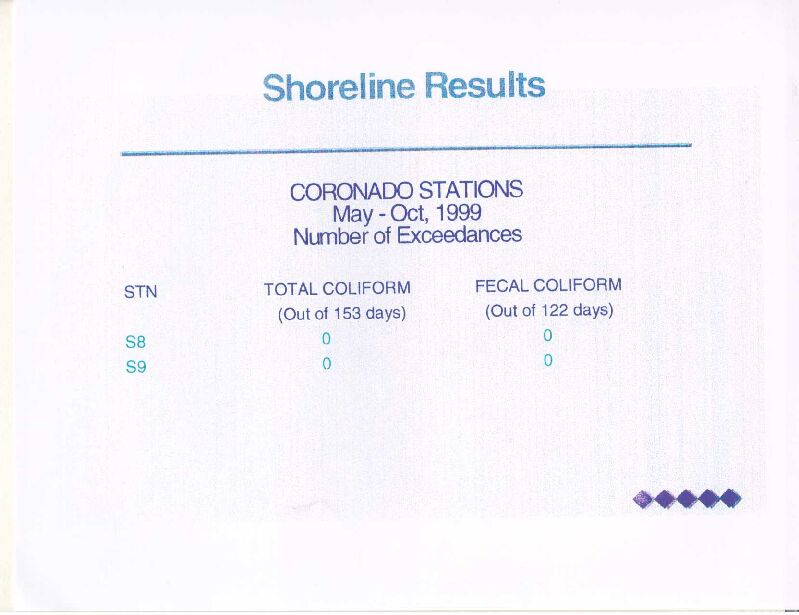 Shoreline Results
CORONADO STATIONS
May - Oct, 1999
Number of Exceedances
STN TOTAL COLIFORM FECAL COLIFORM
(Out of 153 days) (Out of 122 days)
S8 0 0
S9 0 0